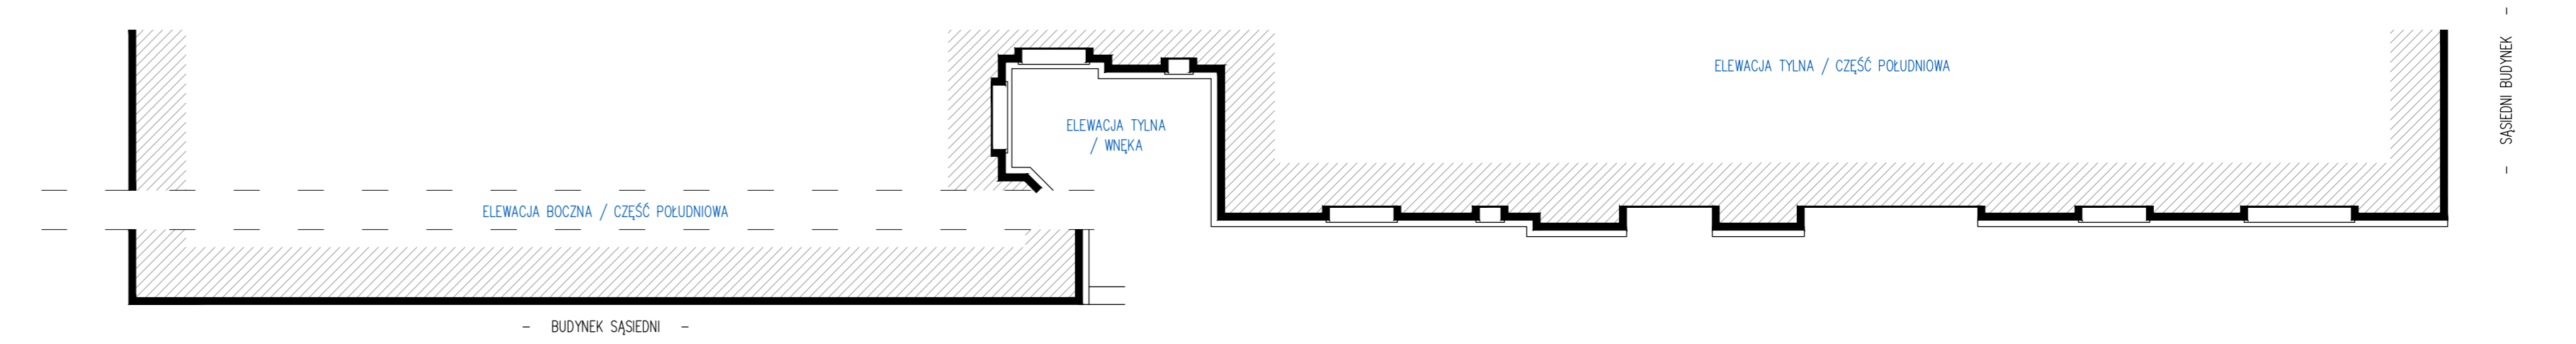 ELEWACJA TYLNA / CZĘŚĆ POŁUDNIOWA
- SĄSIEDNI BUDYNEK -
ELEWACJA TYLNA
/ WNĘKA
ELEWACJA BOCZNA / CZĘŚĆ POŁUDNIOWA
- BUDYNEK SĄSIEDNI -